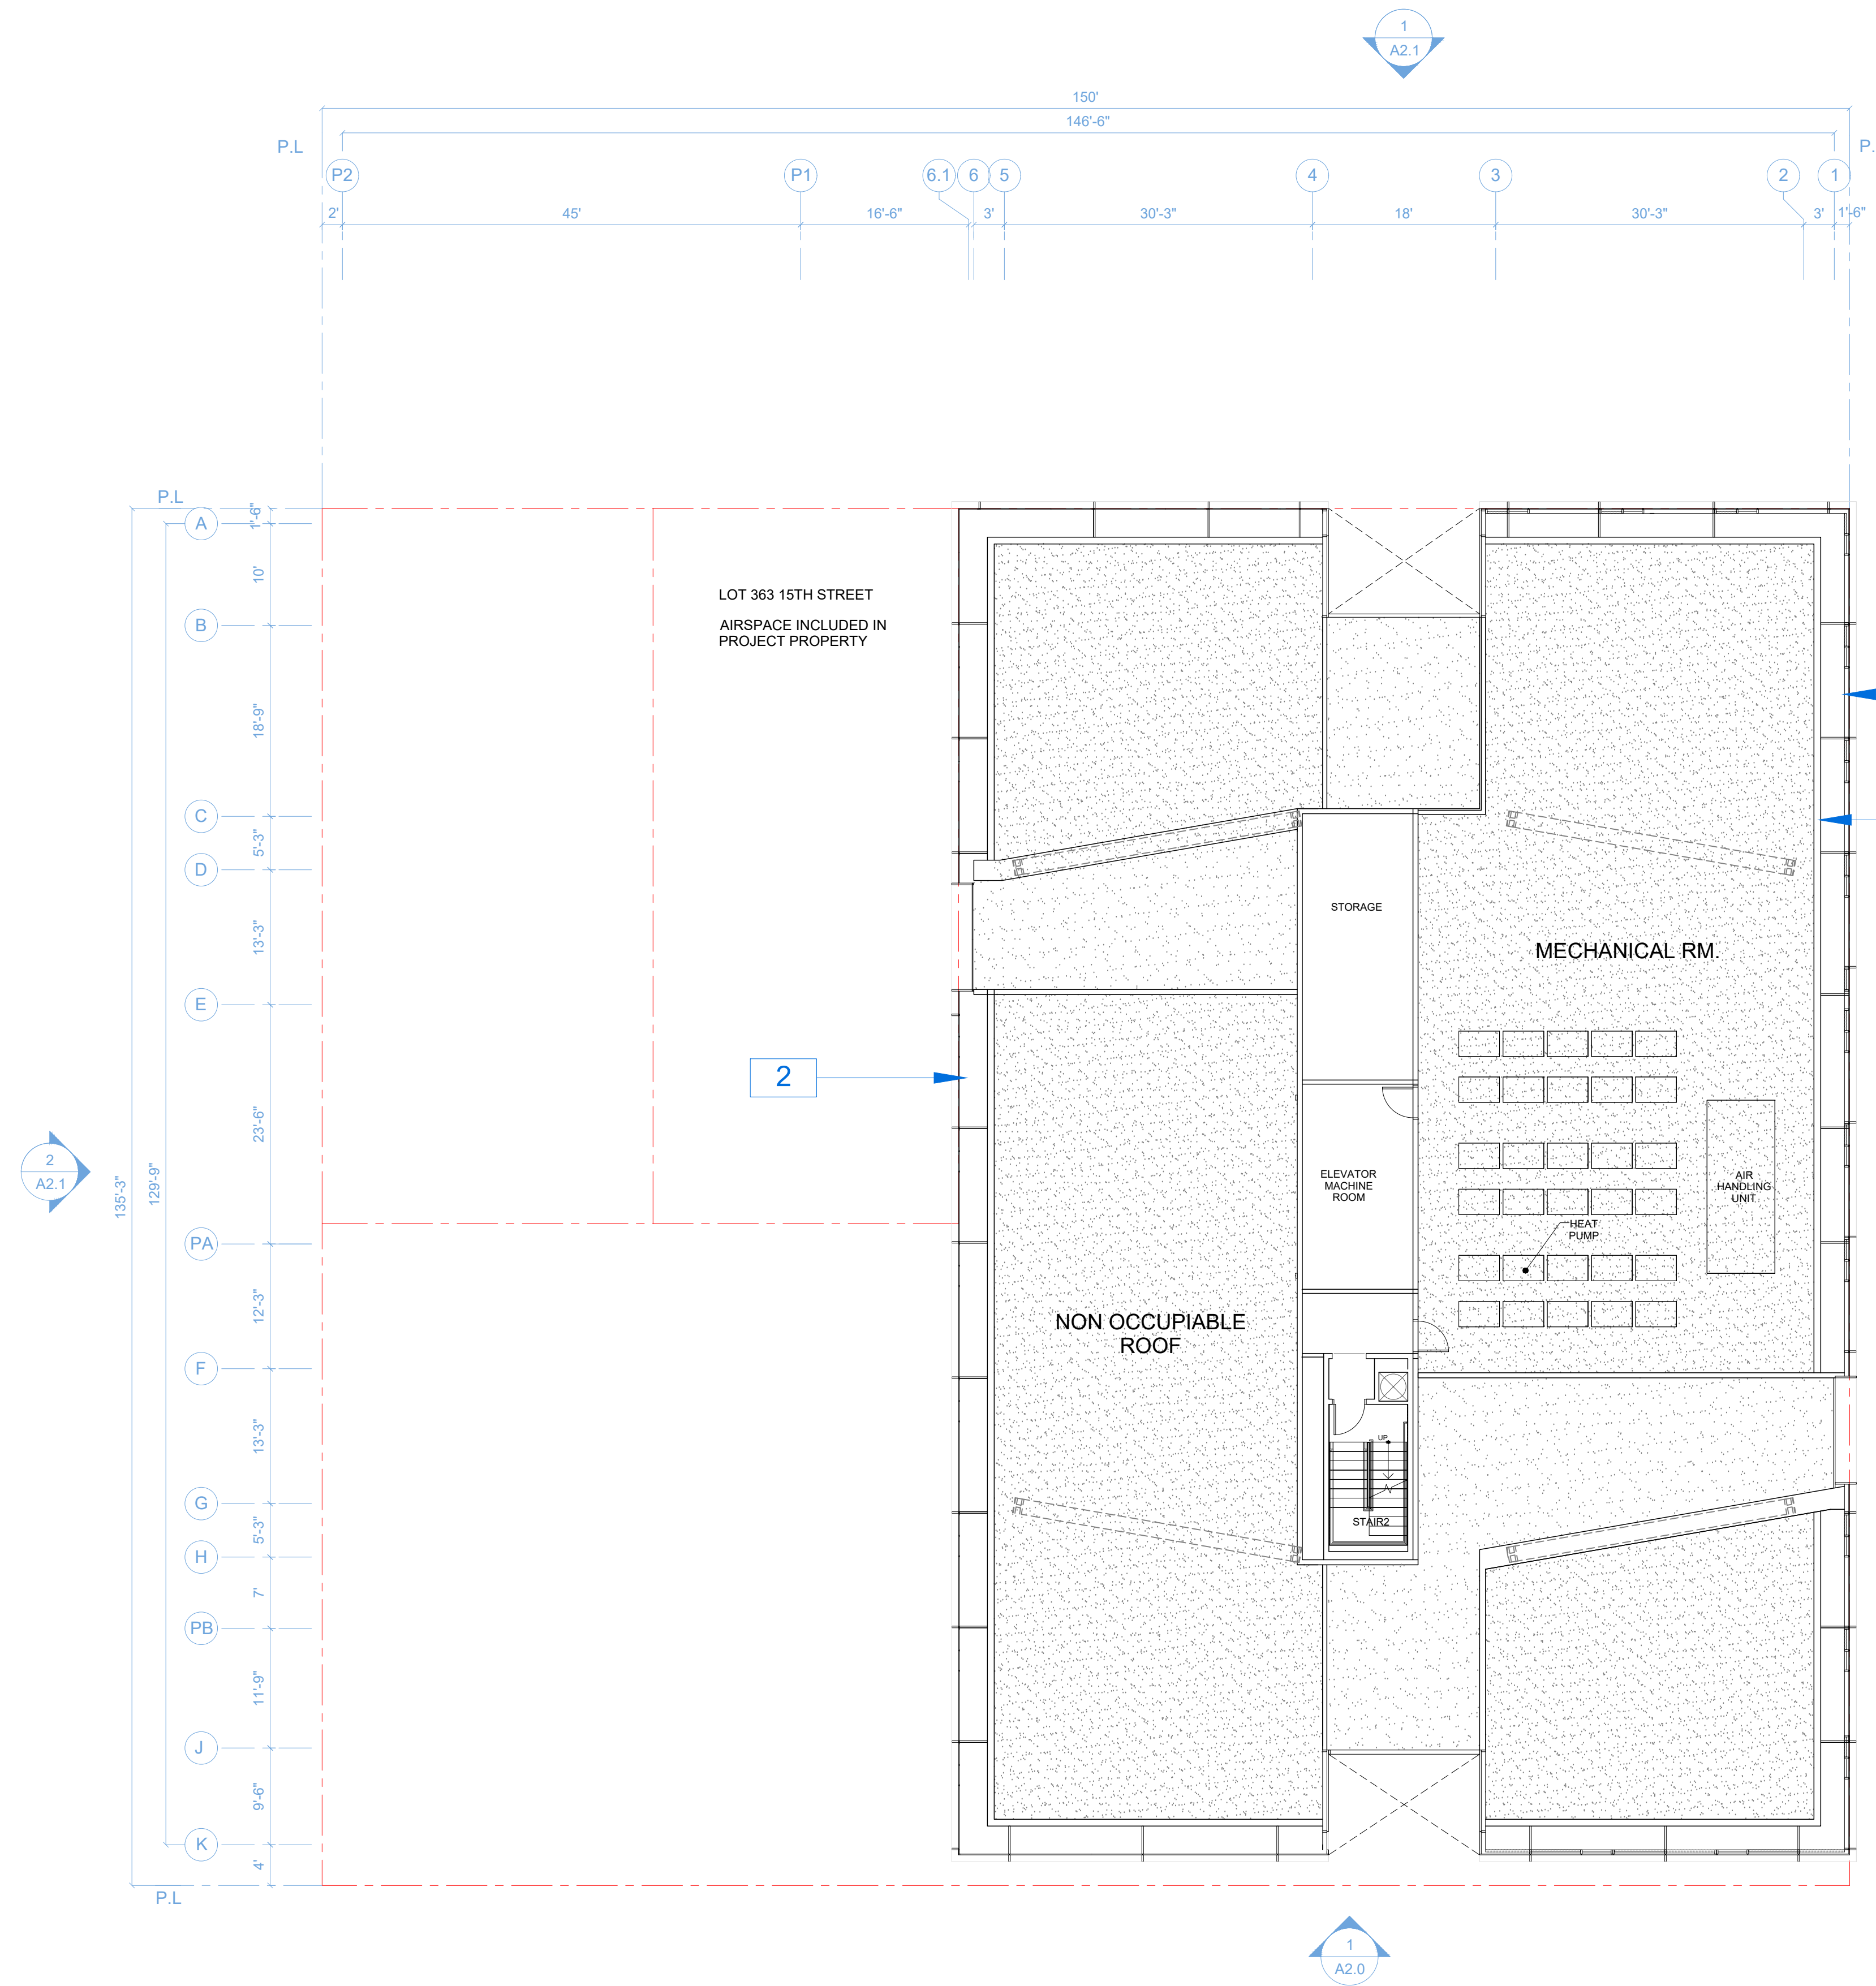 1
A2.1
150'
146'-6"
P.L
P.
P2
P1
6.1
6
5
4
3
2
1
2'
45'
16'-6"
3'
30'-3"
18'
30'-3"
3'
1'-6"
P.L
A
1'-6"
10'
LOT 363 15TH STREET
B
AIRSPACE INCLUDED IN
PROJECT PROPERTY
18'-9"
C
5'-3"
D
STORAGE
13'-3"
MECHANICAL RM.
E
2
23'-6"
2
A2.1
135'-3"
129'-9"
ELEVATOR
MACHINE
ROOM
AIR
HANDLING
UNIT
HEAT
PUMP
PA
12'-3"
NON OCCUPIABLE
ROOF
F
13'-3"
UP
G
STAIR2
5'-3"
H
7'
PB
11'-9"
J
9'-6"
K
4'
P.L
1
A2.0